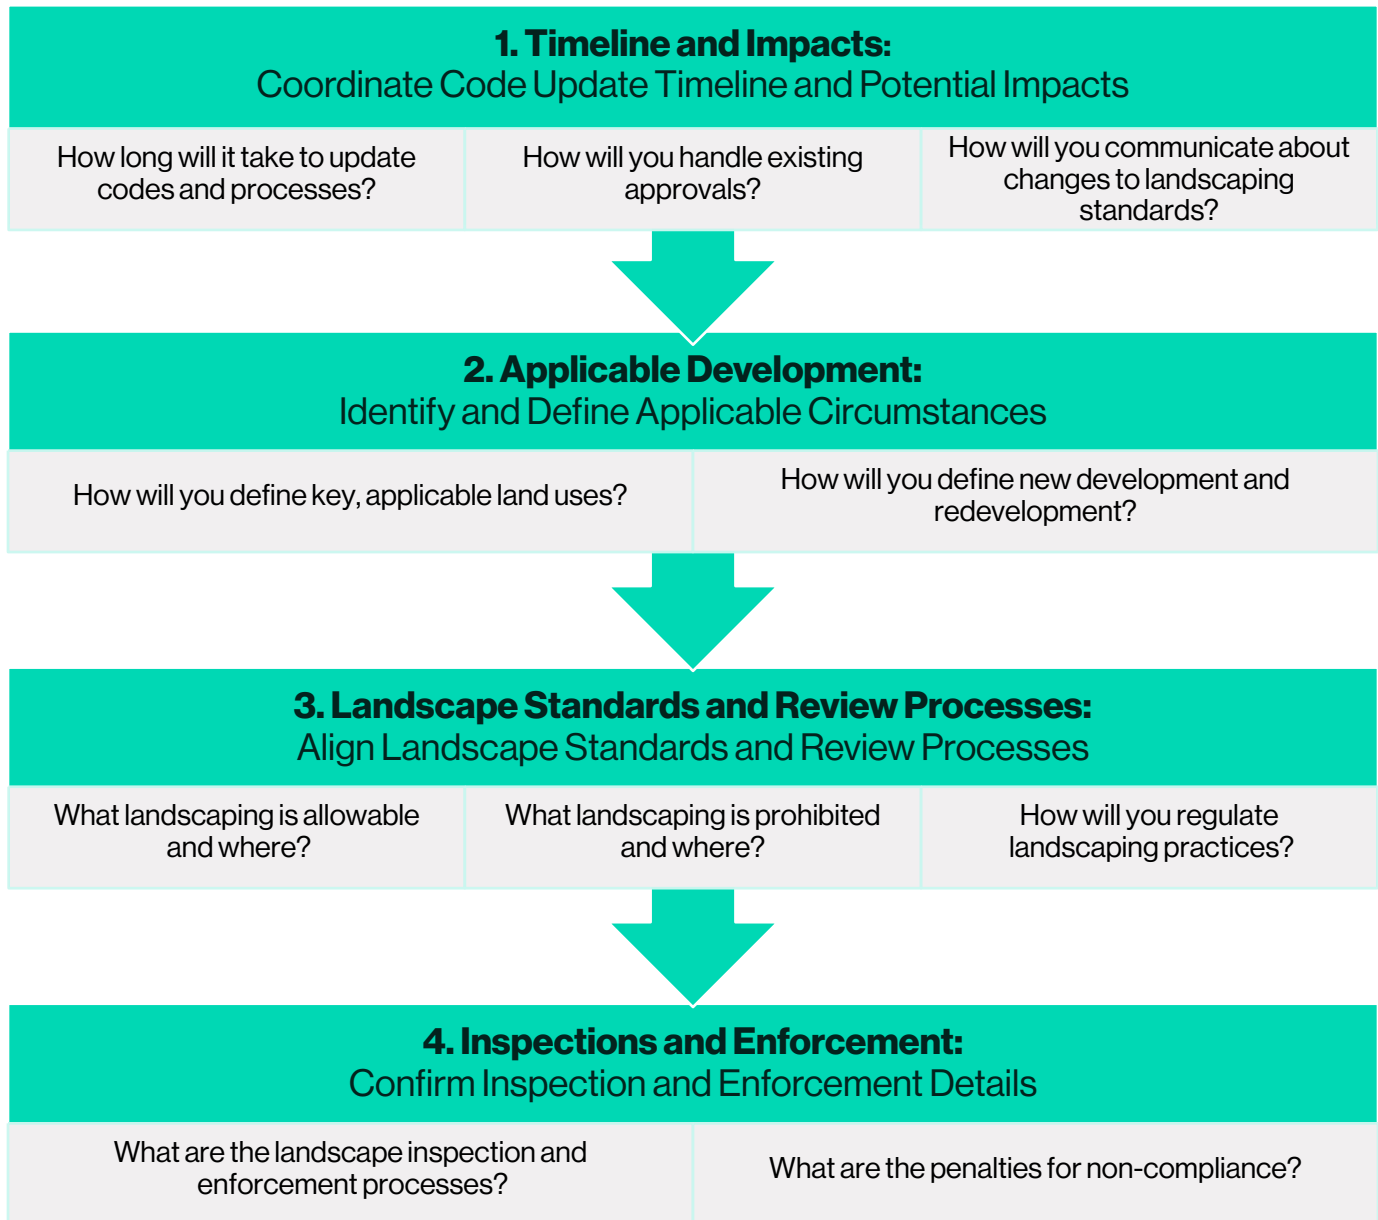 1. Timeline and Impacts:
Coordinate Code Update Timeline and Potential Impacts
How long will it take to update
codes and processes?
How will you handle existing
approvals?
How will you communicate about
changes to landscaping
standards?
2. Applicable Development:
Identify and Define Applicable Circumstances
How will you define key, applicable land uses?
How will you define new development and
redevelopment?
3. Landscape Standards and Review Processes:
Align Landscape Standards and Review Processes
What landscaping is allowable
and where?
What landscaping is prohibited
and where?
How will you regulate
landscaping practices?
4. Inspections and Enforcement:
Confirm Inspection and Enforcement Details
What are the landscape inspection and
enforcement processes?
What are the penalties for non-compliance?